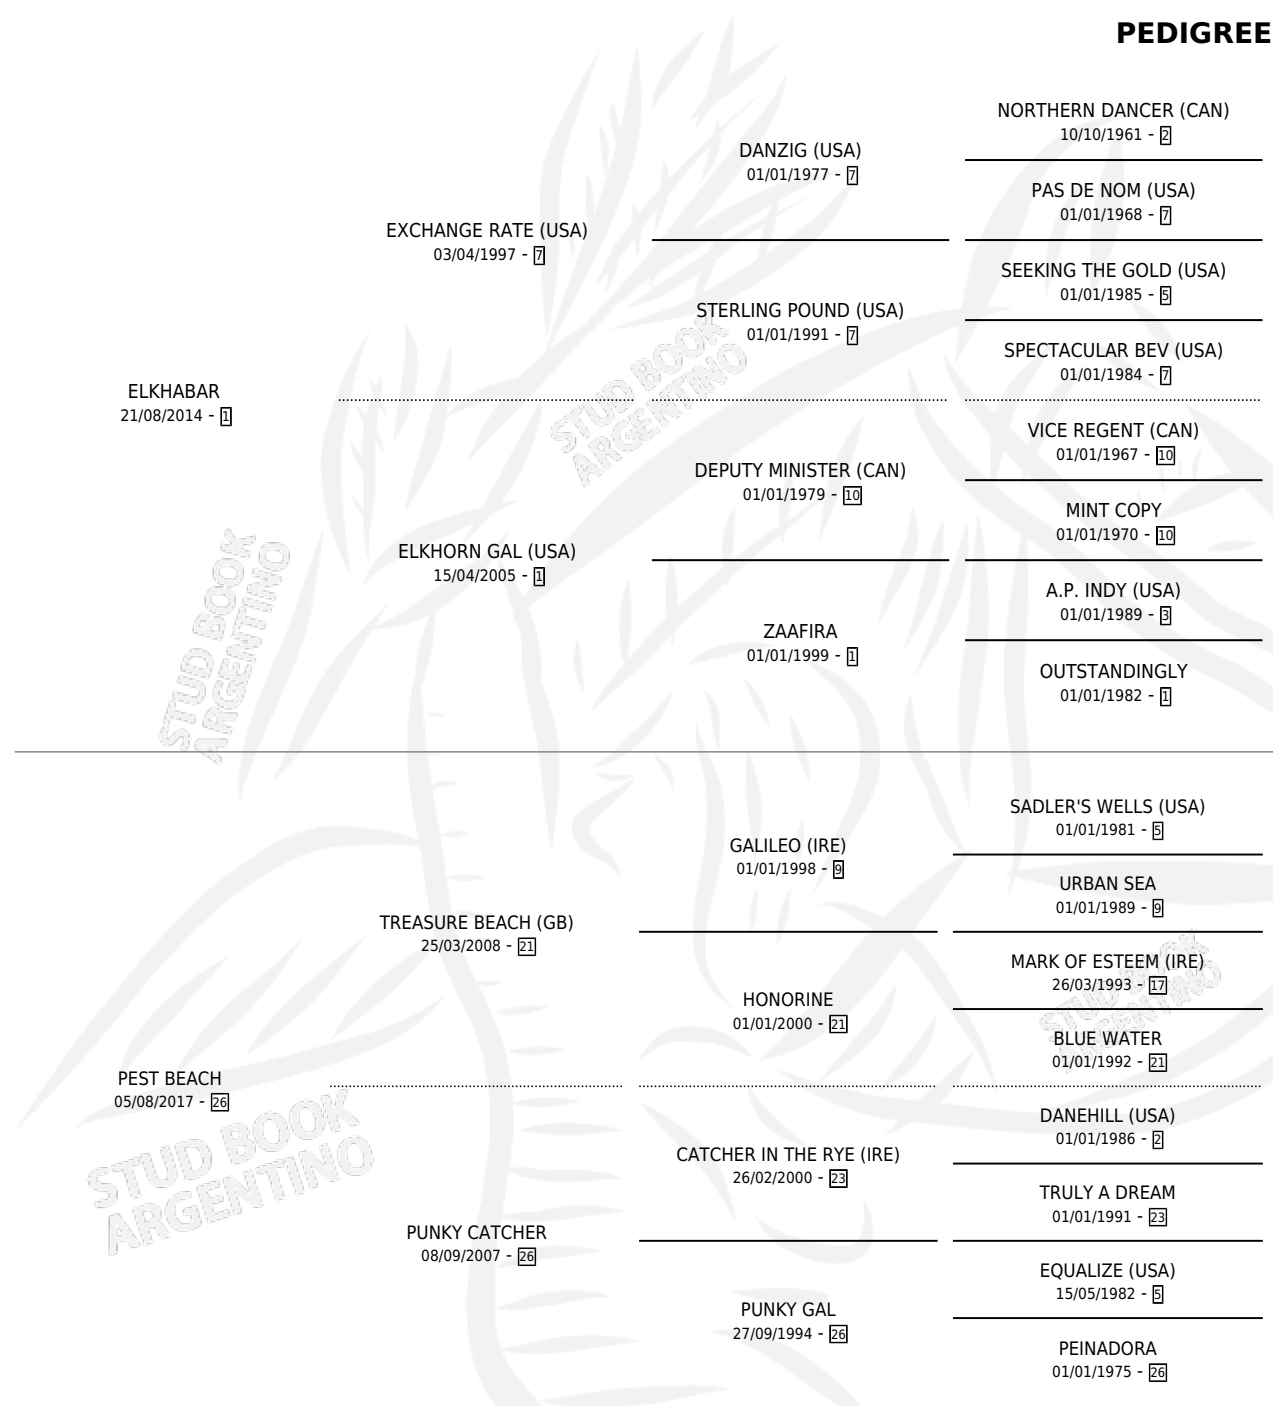 PEDIGREE
NORTHERN DANCER (CAN)
10/10/1961 - 2
DANZIG (USA)
01/01/1977 - 7
PAS DE NOM (USA)
01/01/1968 - 7
EXCHANGE RATE (USA)
03/04/1997 - 7
SEEKING THE GOLD (USA)
01/01/1985 - 5
STERLING POUND (USA)
01/01/1991 - 7
SPECTACULAR BEV (USA)
01/01/1984 - 7
ELKHABAR
21/08/2014 - 1
STUD BOOK
ARGENTINO
VICE REGENT (CAN)
01/01/1967 - 10
DEPUTY MINISTER (CAN)
01/01/1979 - 10
MINT COPY
01/01/1970 - 10
ELKHORN GAL (USA)
15/04/2005 - 1
A.P. INDY (USA)
01/01/1989 - 3
ZAAFIRA
01/01/1999 - 1
OUTSTANDINGLY
01/01/1982 - 1
STUD BOOK
ARGENTINO
SADLER'S WELLS (USA)
01/01/1981 - 5
GALILEO (IRE)
01/01/1998 - 9
URBAN SEA
01/01/1989 - 9
TREASURE BEACH (GB)
25/03/2008 - 21
MARK OF ESTEEM (IRE)
26/03/1993 - 17
HONORINE
01/01/2000 - 21
STUD BOOK
ARGENTINO
BLUE WATER
01/01/1992 - 21
PEST BEACH
05/08/2017 - 26
DANEHILL (USA)
01/01/1986 - 2
CATCHER IN THE RYE (IRE)
26/02/2000 - 23
TRULY A DREAM
01/01/1991 - 23
STUD BOOK
ARGENTINO
PUNKY CATCHER
08/09/2007 - 26
EQUALIZE (USA)
15/05/1982 - 5
PUNKY GAL
27/09/1994 - 26
PEINADORA
01/01/1975 - 26